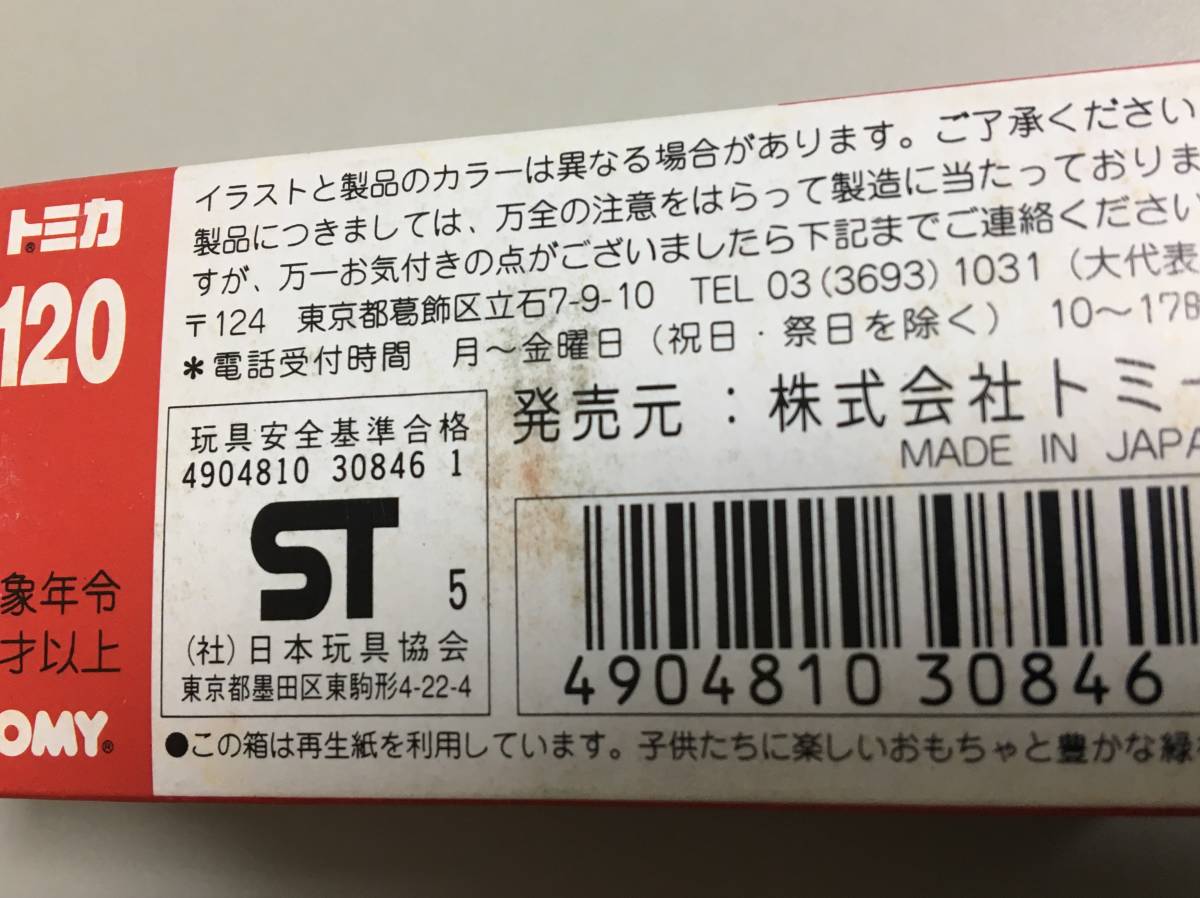 トミカ
120
象年令
才以上
OMY®
イラストと製品のカラーは異なる場合があります。ご了承ください
製品につきましては、万全の注意をはらって製造に当たっておりま
すが、万一お気付きの点がございましたら下記までご連絡ください
〒124 東京都葛飾区立石7-9-10 TEL 03(3693)1031(大代表
＊電話受付時間 月〜金曜日(祝日・祭日を除く) 10〜17時
発売元：株式会社トミー
MADE IN JAPA
玩具安全基準合格
4904810 30846 1
ST 5
(社)日本玩具協会
東京都墨田区東駒形4-22-4
4904810 30846
●この箱は再生紙を利用しています。子供たちに楽しいおもちゃと豊かな緑